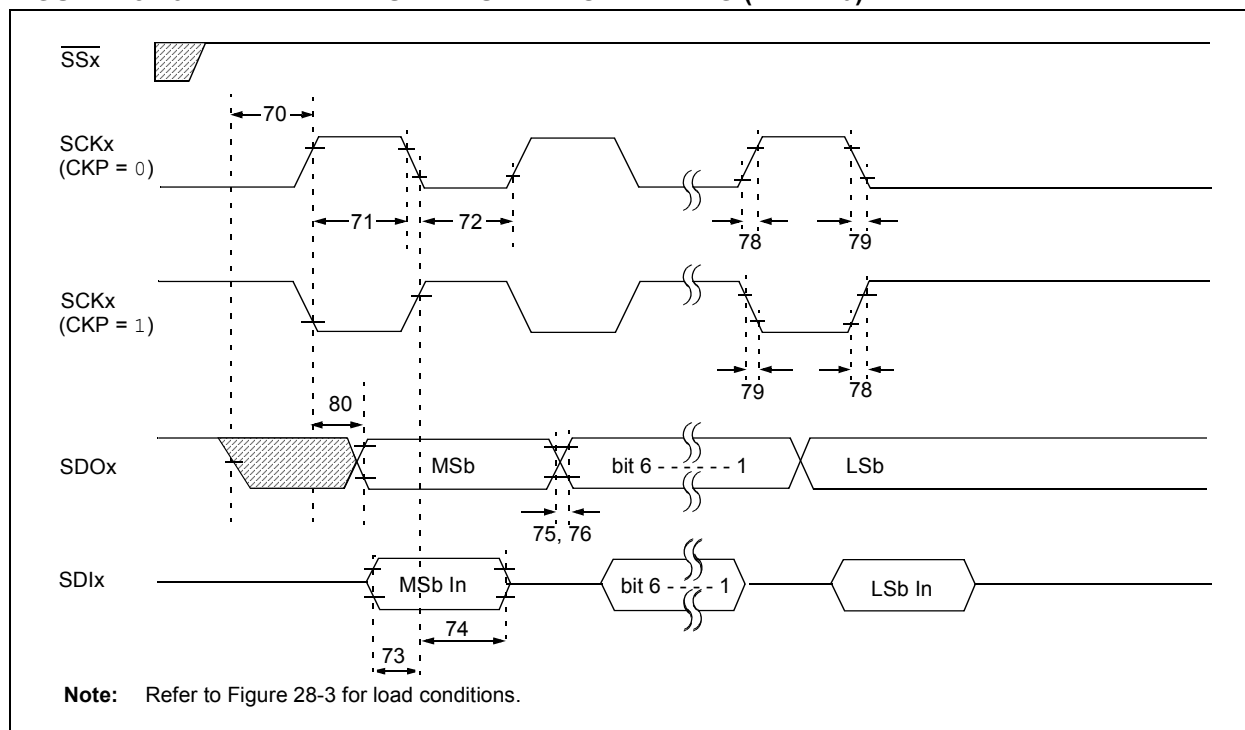 SSx
70
SCKx
(CKP = 0)
71
72
78
79
SCKx
(CKP = 1)
79
78
80
SDOx
MSb
bit 6 - - - - - - 1
LSb
75, 76
SDIx
MSb In
bit 6 - - - - 1
LSb In
74
73
Note: Refer to Figure 28-3 for load conditions.